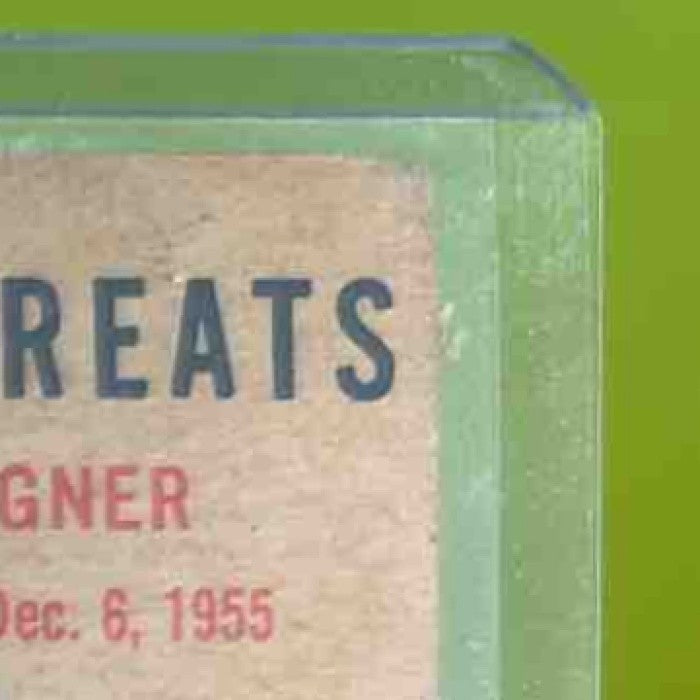 REATS
GNER
Dec. 6, 1955